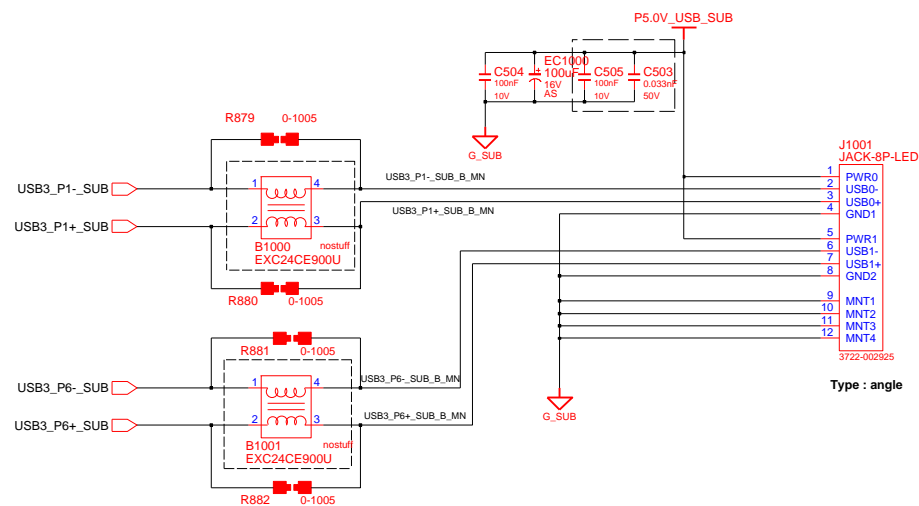 P5.0V_USB_SUB
C504
100nF
10V
EC1000
100uF
16V
AS
C505
100nF
10V
C503
0.033nF
50V
G_SUB
R879 0-1005
USB3_P1-_SUB
1 4
USB3_P1-_SUB_B_MN
USB3_P1+_SUB
2 3
USB3_P1+_SUB_B_MN
B1000 nostuff
EXC24CE900U
R880 0-1005
R881 0-1005
USB3_P6-_SUB
1 4
USB3_P6-_SUB_B_MN
USB3_P6+_SUB
2 3
USB3_P6+_SUB_B_MN
B1001 nostuff
EXC24CE900U
R882 0-1005
G_SUB
J1001
JACK-8P-LED
1 PWR0
2 USB0-
3 USB0+
4 GND1
5 PWR1
6 USB1-
7 USB1+
8 GND2
9 MNT1
10 MNT2
11 MNT3
12 MNT4
3722-002925
Type : angle